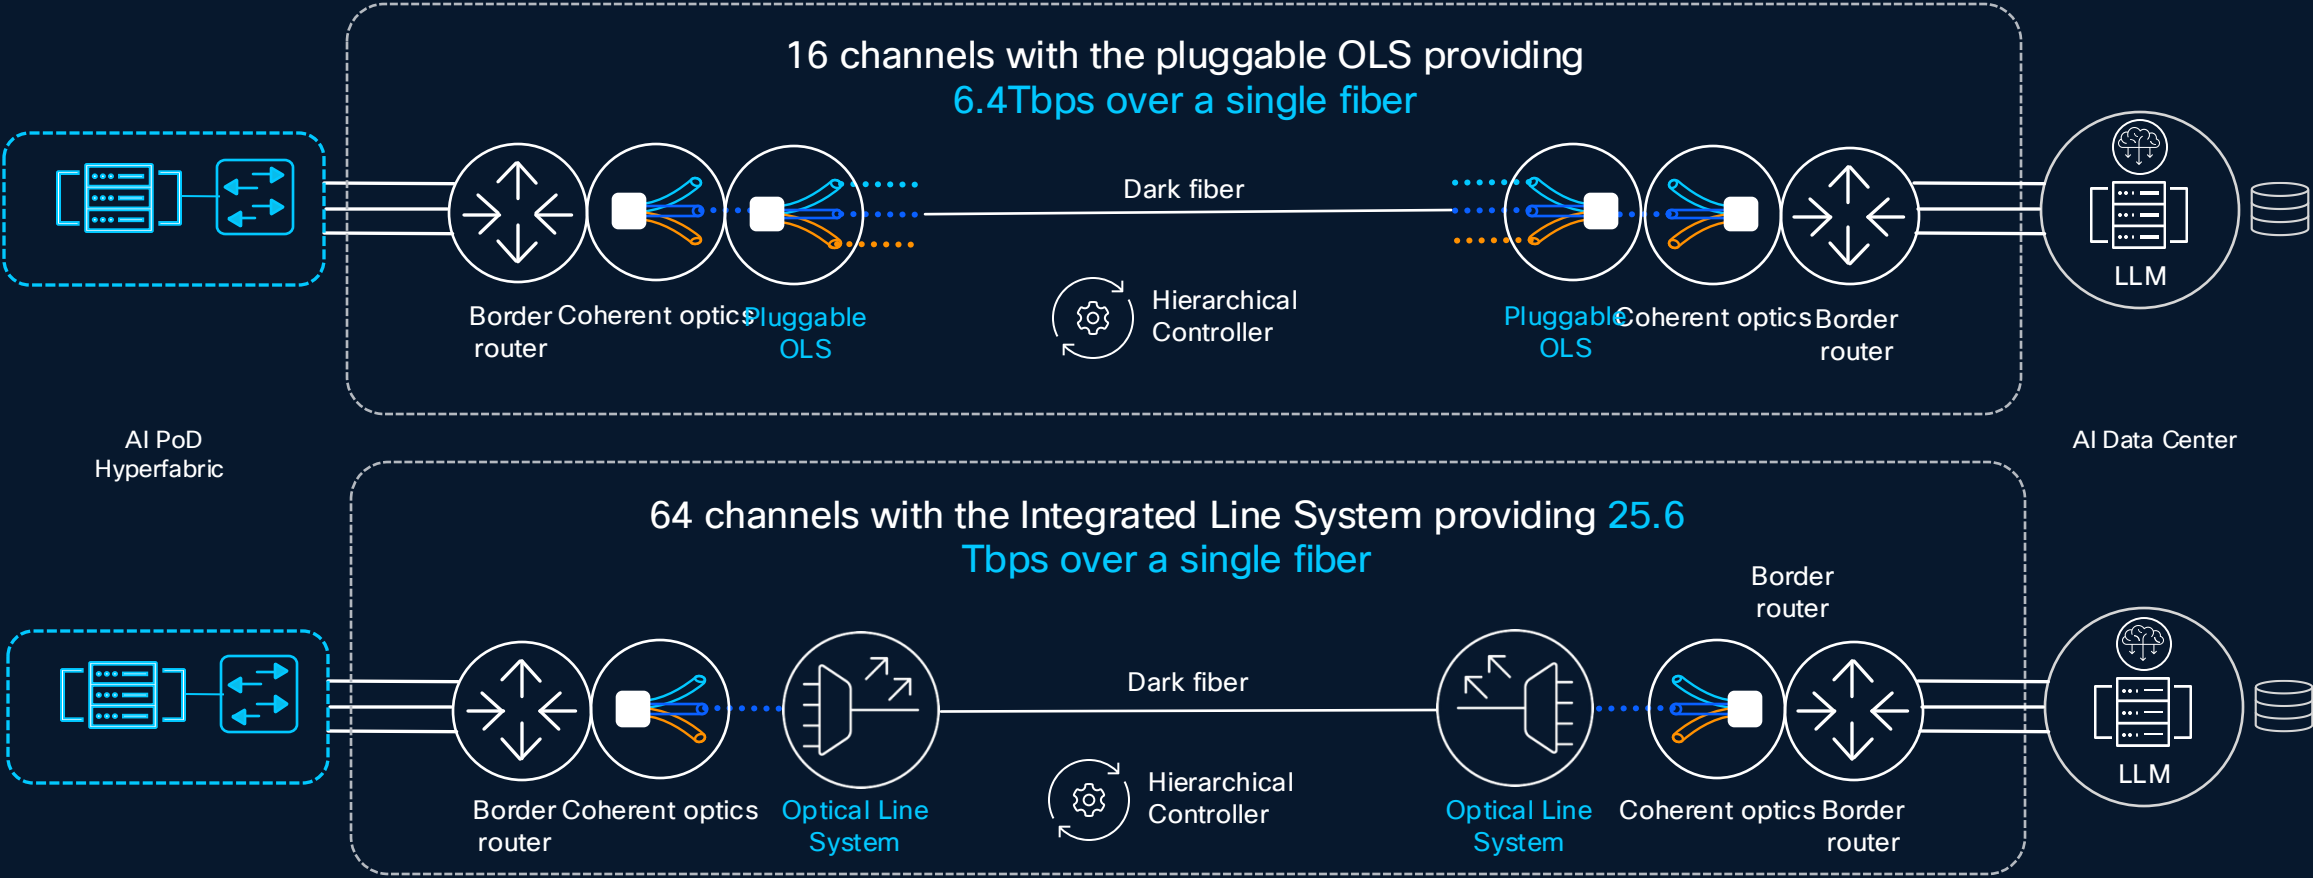 16 channels with the pluggable OLS providing
6.4Tbps over a single fiber
Dark fiber
Border
router
Coherent optics
Pluggable
OLS
Hierarchical
Controller
Pluggable
OLS
Coherent optics
Border
router
LLM
AI PoD
Hyperfabric
AI Data Center
64 channels with the Integrated Line System providing 25.6
Tbps over a single fiber
Border
router
Dark fiber
Border
router
Coherent optics
Optical Line
System
Hierarchical
Controller
Optical Line
System
Coherent optics
Border
router
LLM